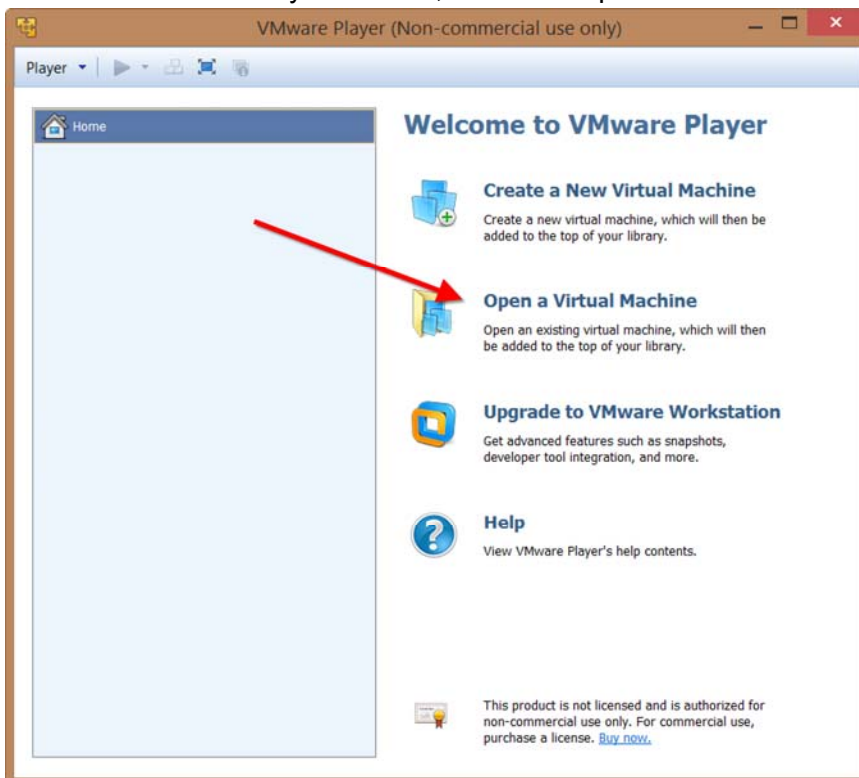 VMware Player (Non-commercial use only)
Player
Home
Welcome to VMware Player
Create a New Virtual Machine
Create a new virtual machine, which will then be
added to the top of your library.
Open a Virtual Machine
Open an existing virtual machine, which will then
be added to the top of your library.
Upgrade to VMware Workstation
Get advanced features such as snapshots,
developer tool integration, and more.
Help
View VMware Player's help contents.
This product is not licensed and is authorized for
non-commercial use only. For commercial use,
purchase a license. Buy now.